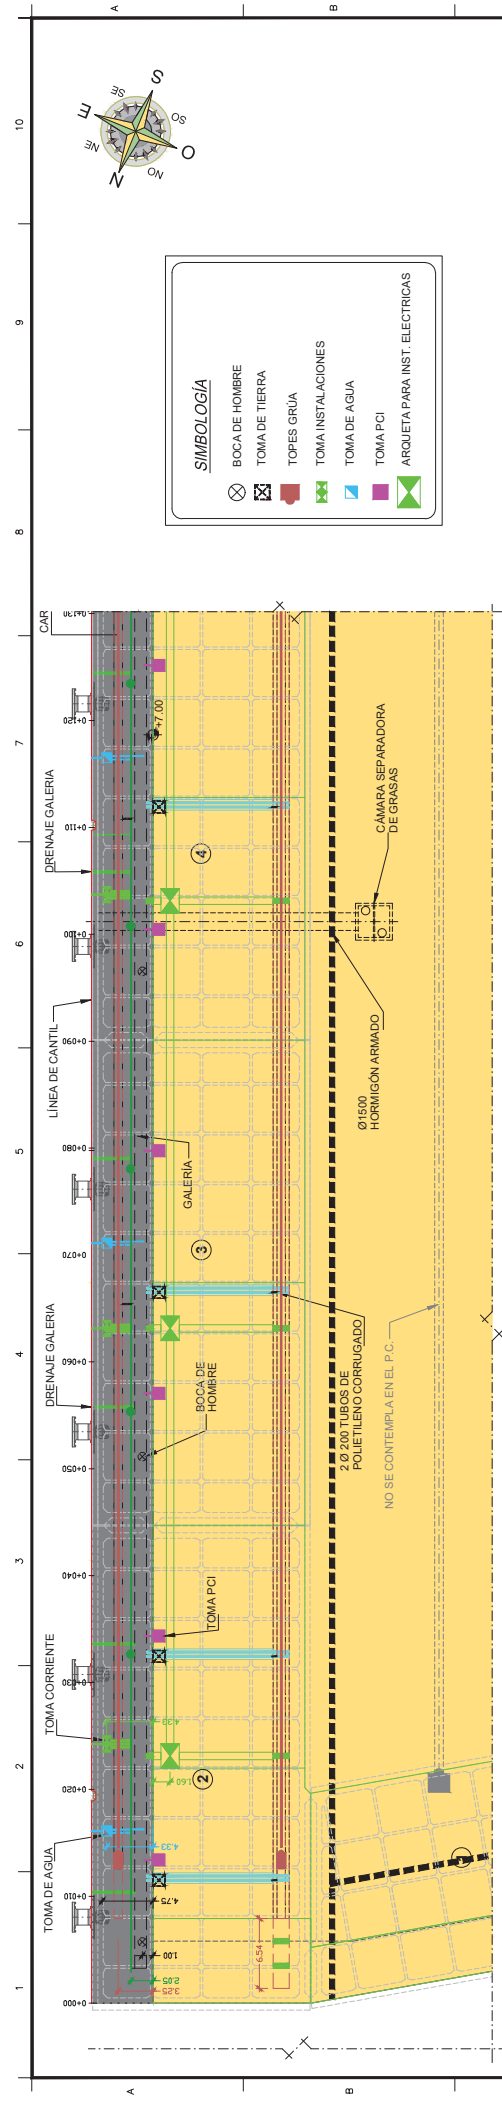 A
B
10
9
8
7
6
5
4
3
2
1
A
B
N
NE
E
SE
S
SO
O
NO
SIMBOLOGÍA
BOCA DE HOMBRE
TOMA DE TIERRA
TOPES GRÚA
TOMA INSTALACIONES
TOMA DE AGUA
TOMA PCI
ARQUETA PARA INST. ELECTRICAS
TOMA DE AGUA
TOMA CORRIENTE
DRENAJE GALERIA
LÍNEA DE CANTIL
DRENAJE GALERIA
CAR
0+000
0+010
0+020
0+030
0+040
0+050
0+060
0+070
0+080
0+090
0+100
0+110
0+120
0+130
3.25
2.05
1.00
4.75
4.33
1.60
4.33
6.54
+7.00
1
2
3
4
TOMA PCI
BOCA DE
HOMBRE
GALERÍA
2 Ø 200 TUBOS DE
POLIETILENO CORRUGADO
NO SE CONTEMPLA EN EL P.C.
Ø1500
HORMIGÓN ARMADO
CÁMARA SEPARADORA
DE GRASAS